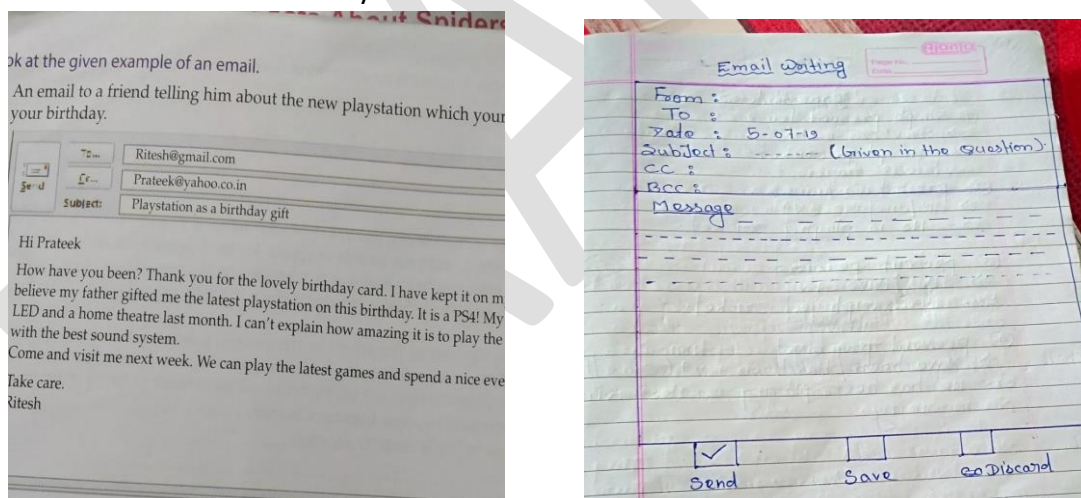 About Spiders
ok at the given example of an email.
An email to a friend telling him about the new playstation which your
your birthday.
To...
Ritesh@gmail.com
Send
Cc...
Prateek@yahoo.co.in
Subject:
Playstation as a birthday gift
Hi Prateek
How have you been? Thank you for the lovely birthday card. I have kept it on m
believe my father gifted me the latest playstation on this birthday. It is a PS4! My
LED and a home theatre last month. I can't explain how amazing it is to play the
with the best sound system.
Come and visit me next week. We can play the latest games and spend a nice eve
Take care.
Ritesh
Email Writing
From :
To :
Date : 5-07-19
Subject : ------ (Given in the Question).
CC :
BCC :
Message
Send
Save
Discard